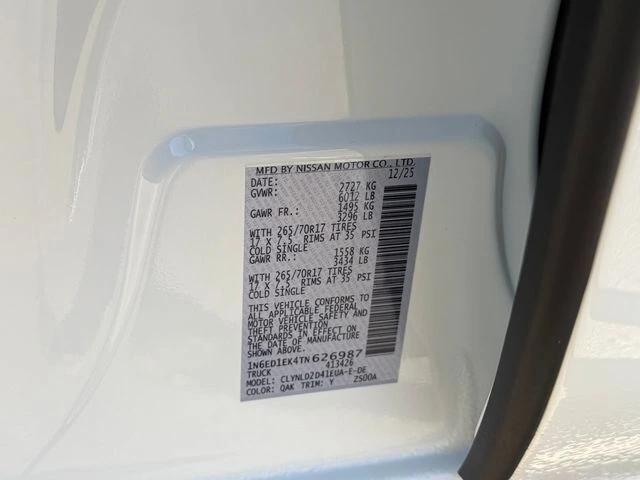 MFD BY NISSAN MOTOR CO., LTD.
DATE: 12/25
GVWR: 2727 KG
6012 LB
GAWR FR.: 1495 KG
3296 LB
WITH 265/70R17 TIRES
17 X 7.5, RIMS AT 35 PSI
COLD SINGLE
GAWR RR.: 1558 KG
3434 LB
WITH 265/70R17 TIRES
17 X 7.5, RIMS AT 35 PSI
COLD SINGLE
THIS VEHICLE CONFORMS TO
ALL APPLICABLE FEDERAL
MOTOR VEHICLE SAFETY AND
THEFT PREVENTION
STANDARDS IN EFFECT ON
THE DATE OF MANUFACTURE
SHOWN ABOVE.
1N6ED1EK4TN626987
TRUCK 413426
MODEL: CLYNLD2D41EUA-E-DE
COLOR: QAK TRIM: Y ZSOOA